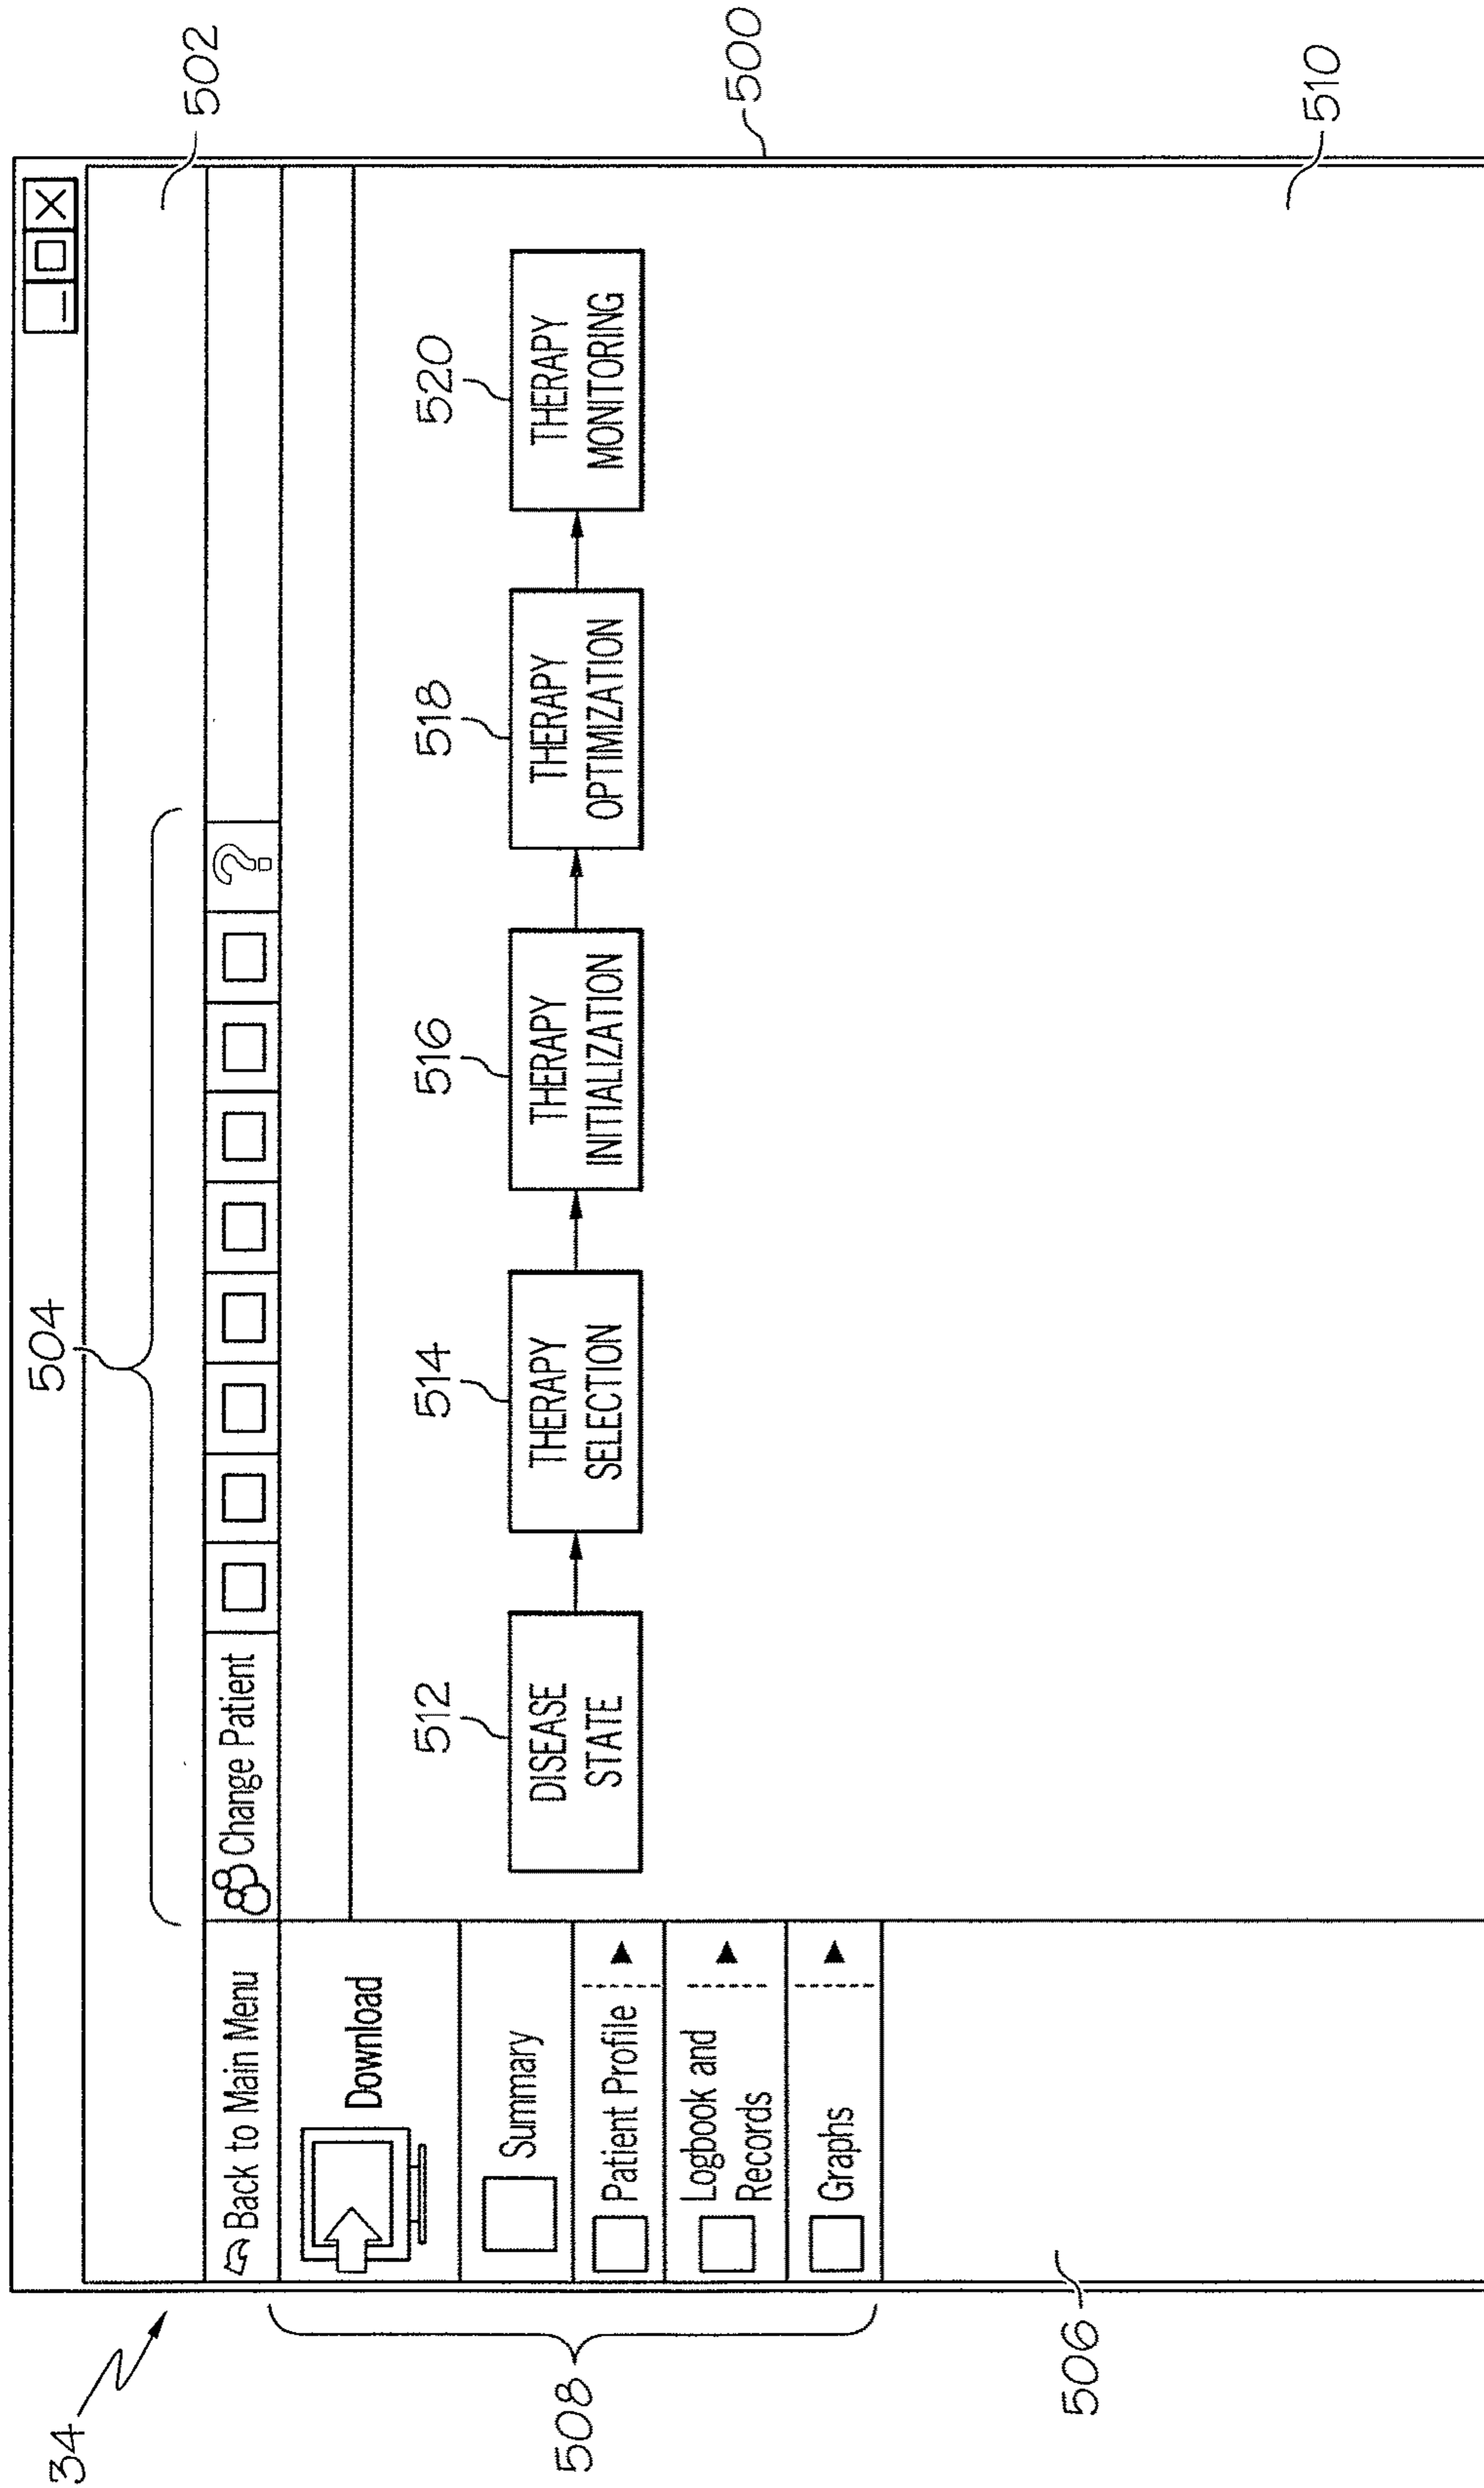 34
504
502
Back to Main Menu
Change Patient
?
500
Download
Summary
Patient Profile
Logbook and
Records
Graphs
508
506
512
DISEASE
STATE
514
THERAPY
SELECTION
516
THERAPY
INITIALIZATION
518
THERAPY
OPTIMIZATION
520
THERAPY
MONITORING
510